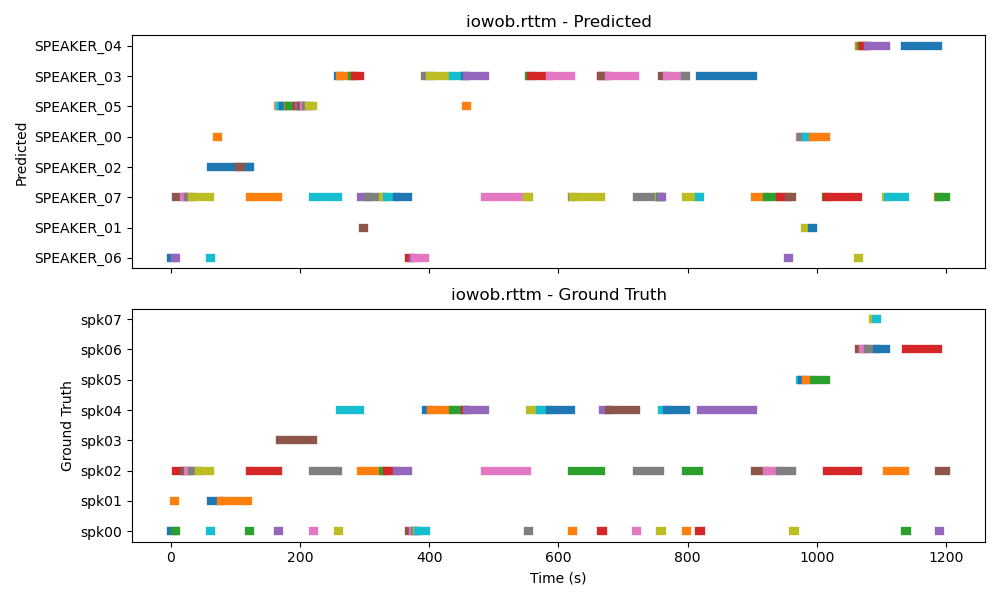 iowob.rttm - Predicted
SPEAKER_04
SPEAKER_03
SPEAKER_05
SPEAKER_00
SPEAKER_02
SPEAKER_07
SPEAKER_01
SPEAKER_06
Predicted
iowob.rttm - Ground Truth
spk07
spk06
spk05
spk04
spk03
spk02
spk01
spk00
Ground Truth
0 200 400 600 800 1000 1200
Time (s)